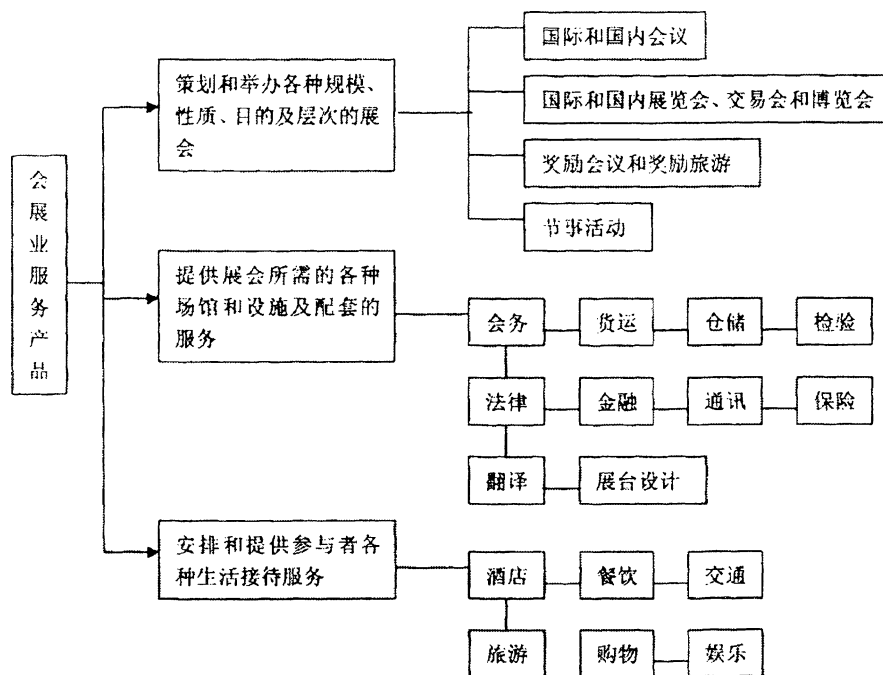 会展业服务产品
策划和举办各种规模、
性质、目的及层次的展
会
国际和国内会议
国际和国内展览会、交易会和博览会
奖励会议和奖励旅游
节事活动
提供展会所需的各种
场馆和设施及配套的
服务
会务 货运 仓储 检验
法律 金融 通讯 保险
翻译 展台设计
安排和提供参与者各
种生活接待服务
酒店 餐饮 交通
旅游 购物 娱乐